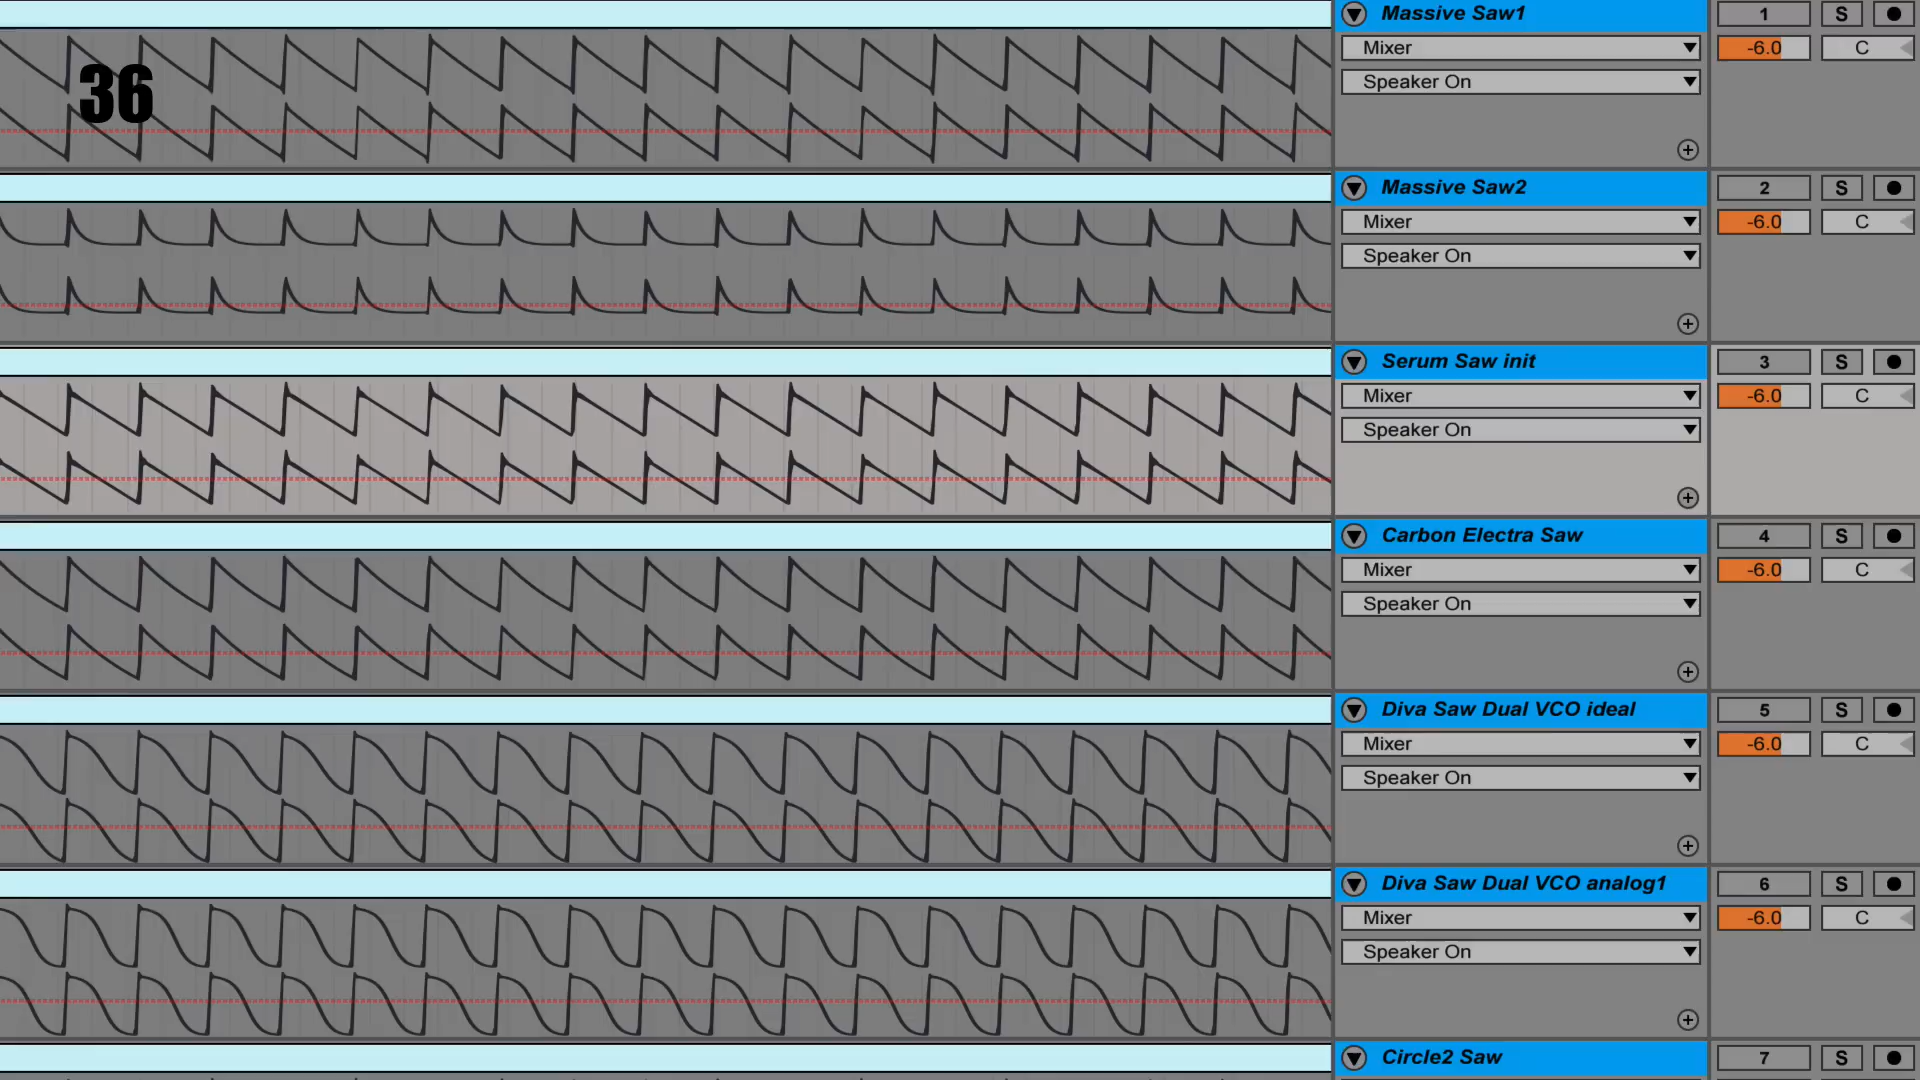 36
Massive Saw1 1 S
Mixer -6.0 C
Speaker On
Massive Saw2 2 S
Mixer -6.0 C
Speaker On
Serum Saw init 3 S
Mixer -6.0 C
Speaker On
Carbon Electra Saw 4 S
Mixer -6.0 C
Speaker On
Diva Saw Dual VCO ideal 5 S
Mixer -6.0 C
Speaker On
Diva Saw Dual VCO analog1 6 S
Mixer -6.0 C
Speaker On
Circle2 Saw 7 S